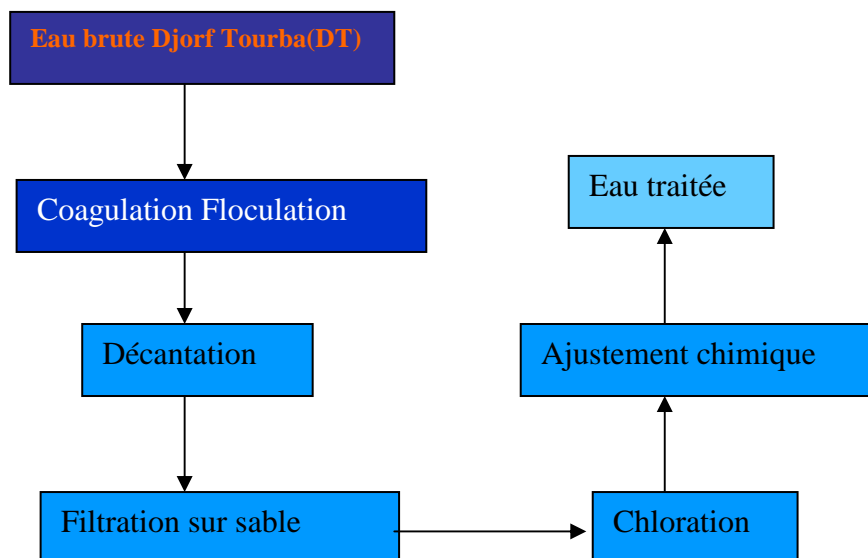 Eau brute Djorf Tourba(DT)
Coagulation Floculation
Décantation
Filtration sur sable
Chloration
Ajustement chimique
Eau traitée